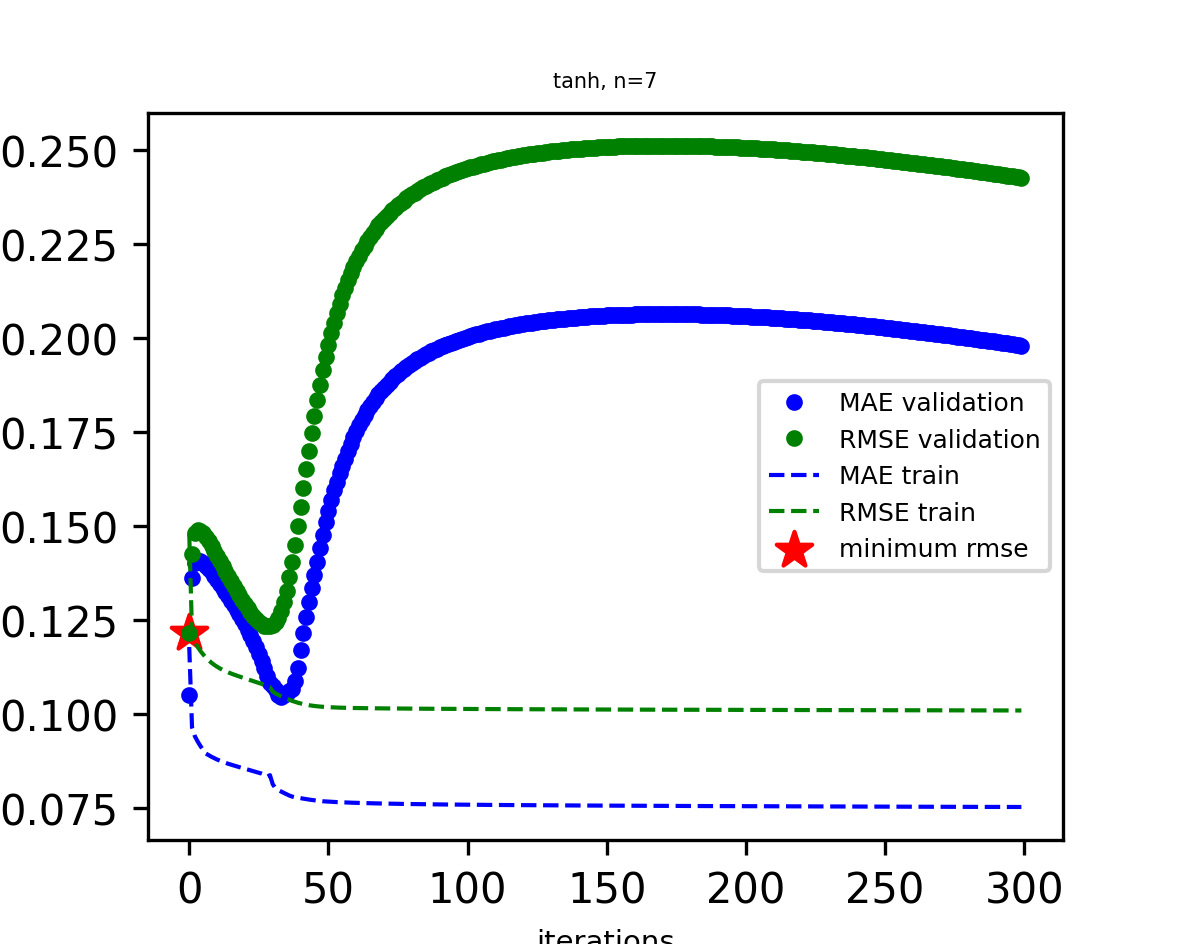 tanh, n=7
0.250
0.225
0.200
0.175
0.150
0.125
0.100
0.075
MAE validation
RMSE validation
MAE train
RMSE train
minimum rmse
0 50 100 150 200 250 300
iterations